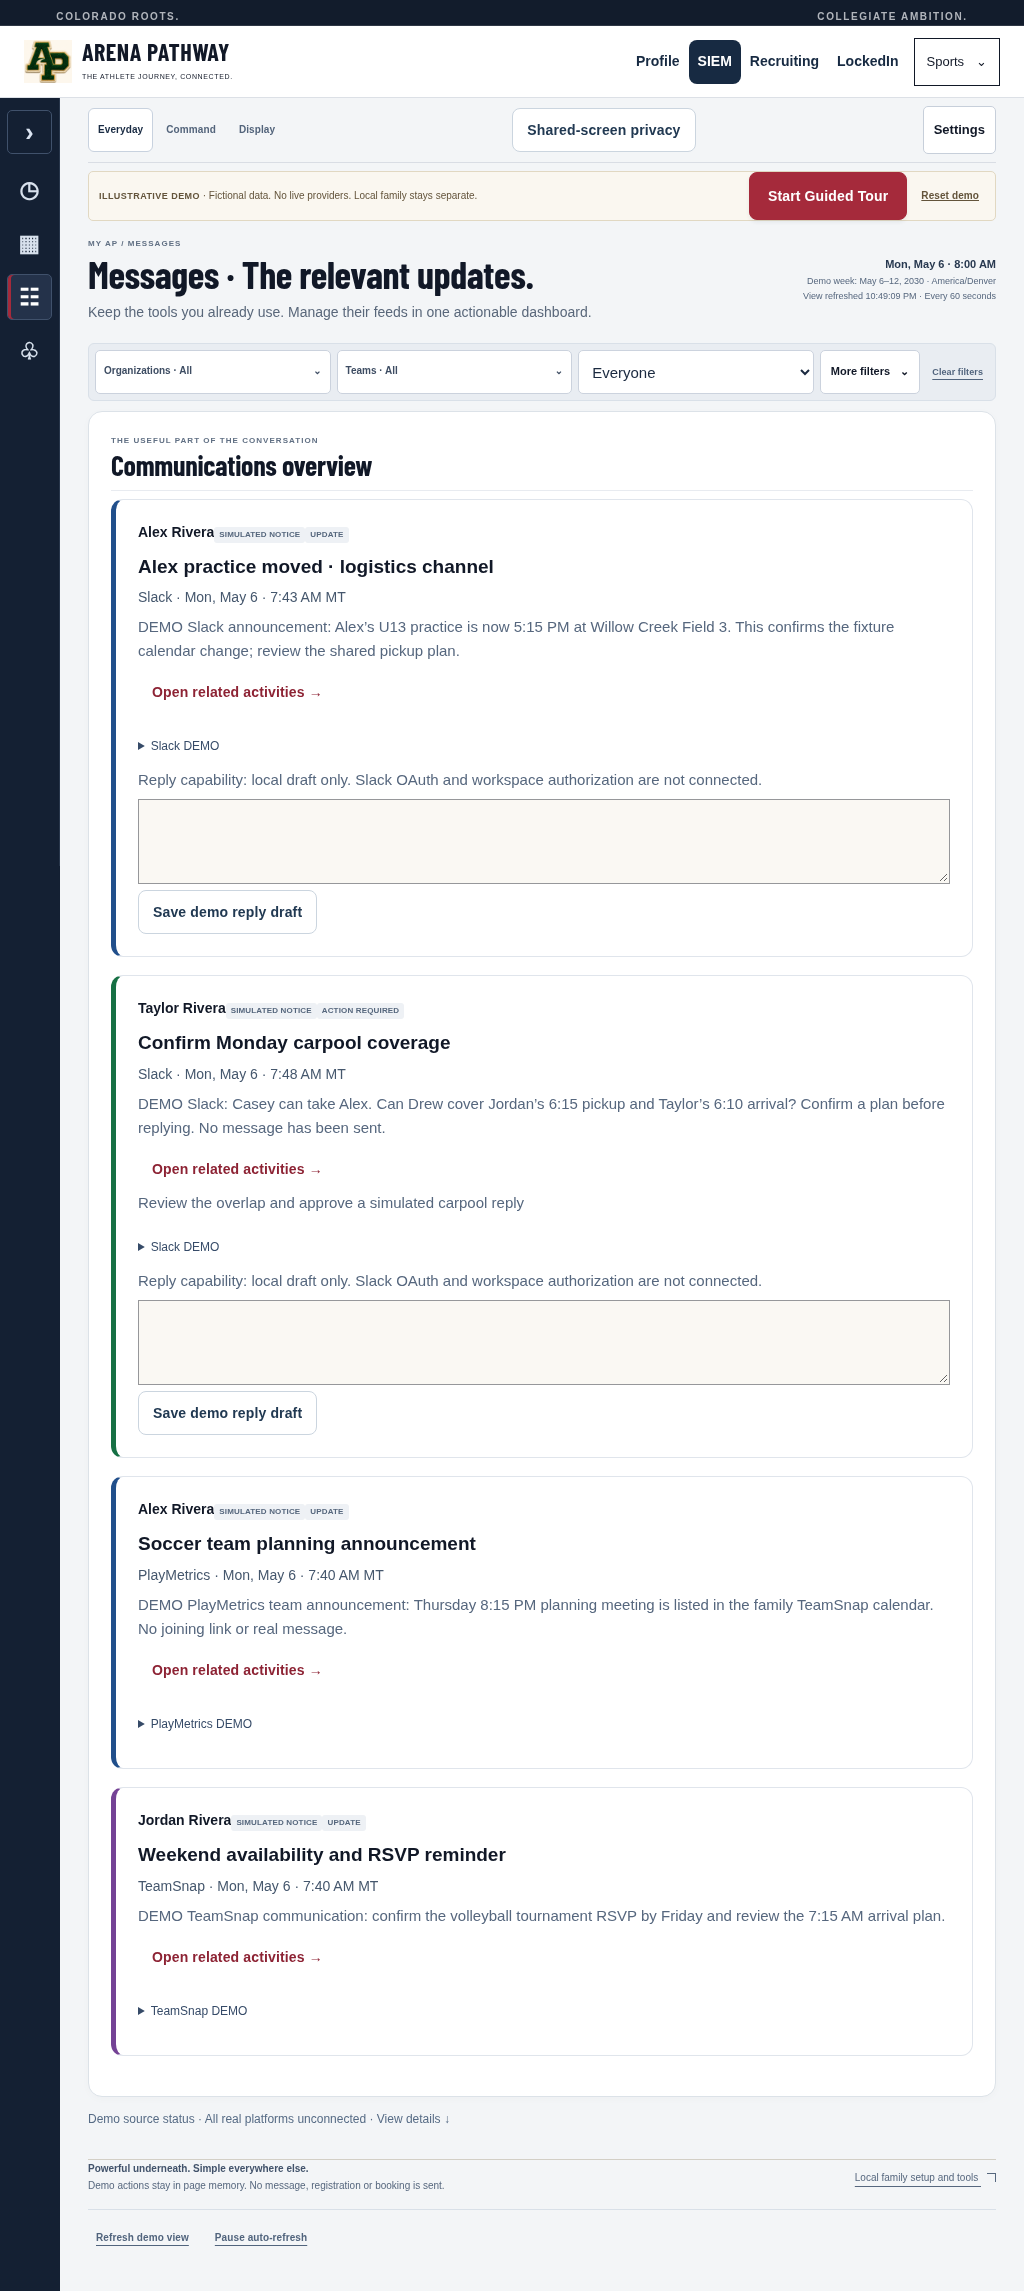 COLORADO ROOTS.
COLLEGIATE AMBITION.
AP
ARENA PATHWAY
THE ATHLETE JOURNEY, CONNECTED.
Profile
SIEM
Recruiting
LockedIn
Sports
Everyday
Command
Display
Shared-screen privacy
Settings
ILLUSTRATIVE DEMO · Fictional data. No live providers. Local family stays separate.
Start Guided Tour
Reset demo
MY AP / MESSAGES
Messages · The relevant updates.
Keep the tools you already use. Manage their feeds in one actionable dashboard.
Mon, May 6 · 8:00 AM
Demo week: May 6–12, 2030 · America/Denver
View refreshed 10:49:09 PM · Every 60 seconds
Organizations · All
Teams · All
Everyone
More filters
Clear filters
THE USEFUL PART OF THE CONVERSATION
Communications overview
Alex Rivera SIMULATED NOTICE UPDATE
Alex practice moved · logistics channel
Slack · Mon, May 6 · 7:43 AM MT
DEMO Slack announcement: Alex’s U13 practice is now 5:15 PM at Willow Creek Field 3. This confirms the fixture
calendar change; review the shared pickup plan.
Open related activities →
Slack DEMO
Reply capability: local draft only. Slack OAuth and workspace authorization are not connected.
Save demo reply draft
Taylor Rivera SIMULATED NOTICE ACTION REQUIRED
Confirm Monday carpool coverage
Slack · Mon, May 6 · 7:48 AM MT
DEMO Slack: Casey can take Alex. Can Drew cover Jordan’s 6:15 pickup and Taylor’s 6:10 arrival? Confirm a plan before
replying. No message has been sent.
Open related activities →
Review the overlap and approve a simulated carpool reply
Slack DEMO
Reply capability: local draft only. Slack OAuth and workspace authorization are not connected.
Save demo reply draft
Alex Rivera SIMULATED NOTICE UPDATE
Soccer team planning announcement
PlayMetrics · Mon, May 6 · 7:40 AM MT
DEMO PlayMetrics team announcement: Thursday 8:15 PM planning meeting is listed in the family TeamSnap calendar.
No joining link or real message.
Open related activities →
PlayMetrics DEMO
Jordan Rivera SIMULATED NOTICE UPDATE
Weekend availability and RSVP reminder
TeamSnap · Mon, May 6 · 7:40 AM MT
DEMO TeamSnap communication: confirm the volleyball tournament RSVP by Friday and review the 7:15 AM arrival plan.
Open related activities →
TeamSnap DEMO
Demo source status · All real platforms unconnected · View details ↓
Powerful underneath. Simple everywhere else.
Demo actions stay in page memory. No message, registration or booking is sent.
Local family setup and tools
Refresh demo view
Pause auto-refresh